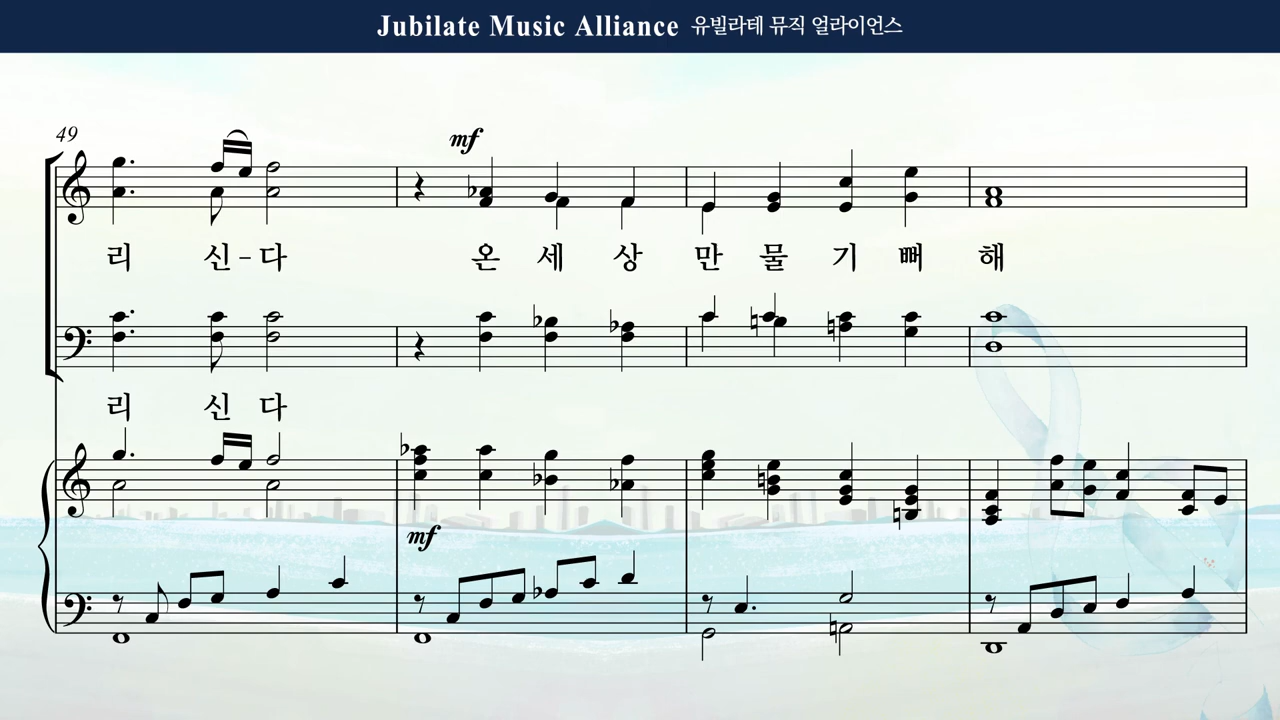 Jubilate Music Alliance 유빌라테 뮤직 얼라이언스
49
mf
리 신-다 온 세 상 만 물 기 뻐 해
리 신 다
mf